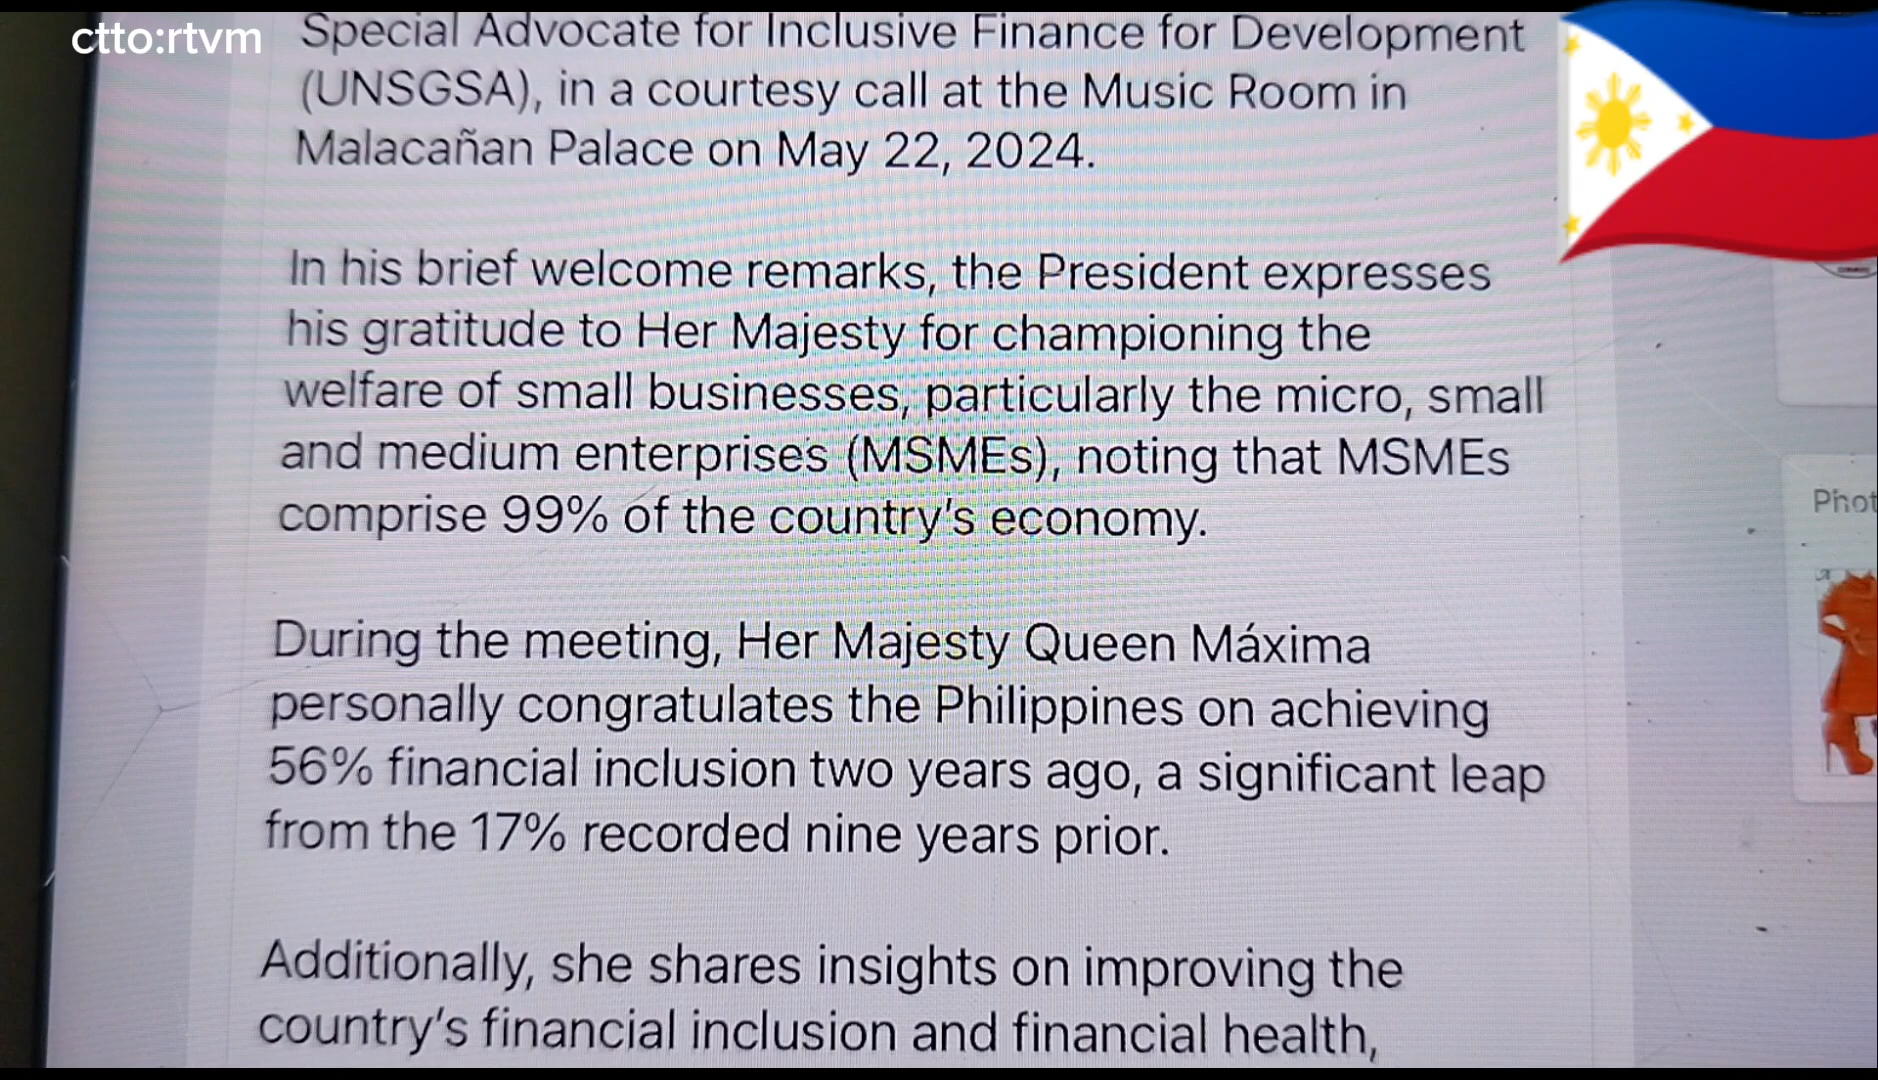 ctto:rtvm
Special Advocate for Inclusive Finance for Development
(UNSGSA), in a courtesy call at the Music Room in
Malacañan Palace on May 22, 2024.
In his brief welcome remarks, the President expresses
his gratitude to Her Majesty for championing the
welfare of small businesses, particularly the micro, small
and medium enterprises (MSMEs), noting that MSMEs
comprise 99% of the country's economy.
During the meeting, Her Majesty Queen Máxima
personally congratulates the Philippines on achieving
56% financial inclusion two years ago, a significant leap
from the 17% recorded nine years prior.
Additionally, she shares insights on improving the
country's financial inclusion and financial health,
Phot